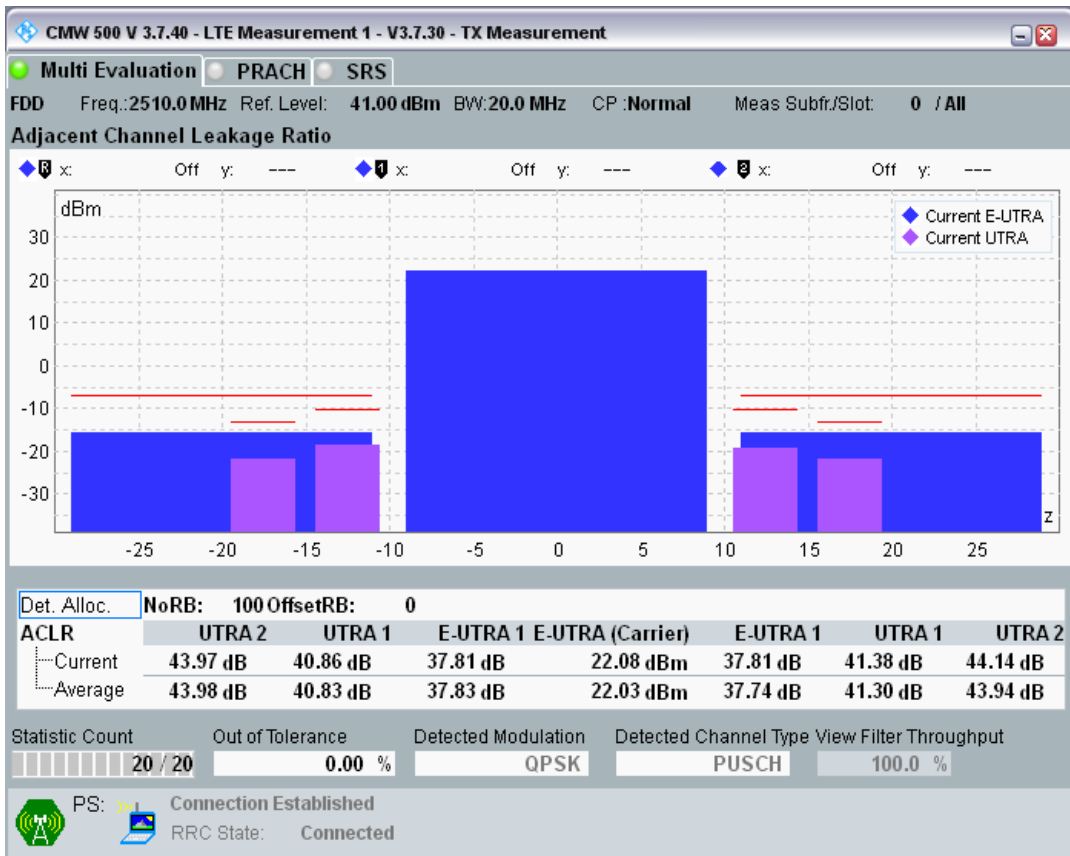 CMW 500 V 3.7.40 - LTE Measurement 1 - V3.7.30 - TX Measurement
Multi Evaluation PRACH SRS
FDD Freq.:2510.0 MHz Ref. Level: 41.00 dBm BW:20.0 MHz CP :Normal Meas Subfr./Slot: 0 / All
Adjacent Channel Leakage Ratio
R x: Off y: --- 1 x: Off y: --- 2 x: Off y: ---
dBm
Current E-UTRA
Current UTRA
30
20
10
0
-10
-20
-30
z
-25 -20 -15 -10 -5 0 5 10 15 20 25
Det. Alloc. NoRB: 100 OffsetRB: 0
ACLR UTRA 2 UTRA 1 E-UTRA 1 E-UTRA (Carrier) E-UTRA 1 UTRA 1 UTRA 2
Current 43.97 dB 40.86 dB 37.81 dB 22.08 dBm 37.81 dB 41.38 dB 44.14 dB
Average 43.98 dB 40.83 dB 37.83 dB 22.03 dBm 37.74 dB 41.30 dB 43.94 dB
Statistic Count Out of Tolerance Detected Modulation Detected Channel Type View Filter Throughput
20 / 20 0.00 % QPSK PUSCH 100.0 %
PS: Connection Established
RRC State: Connected